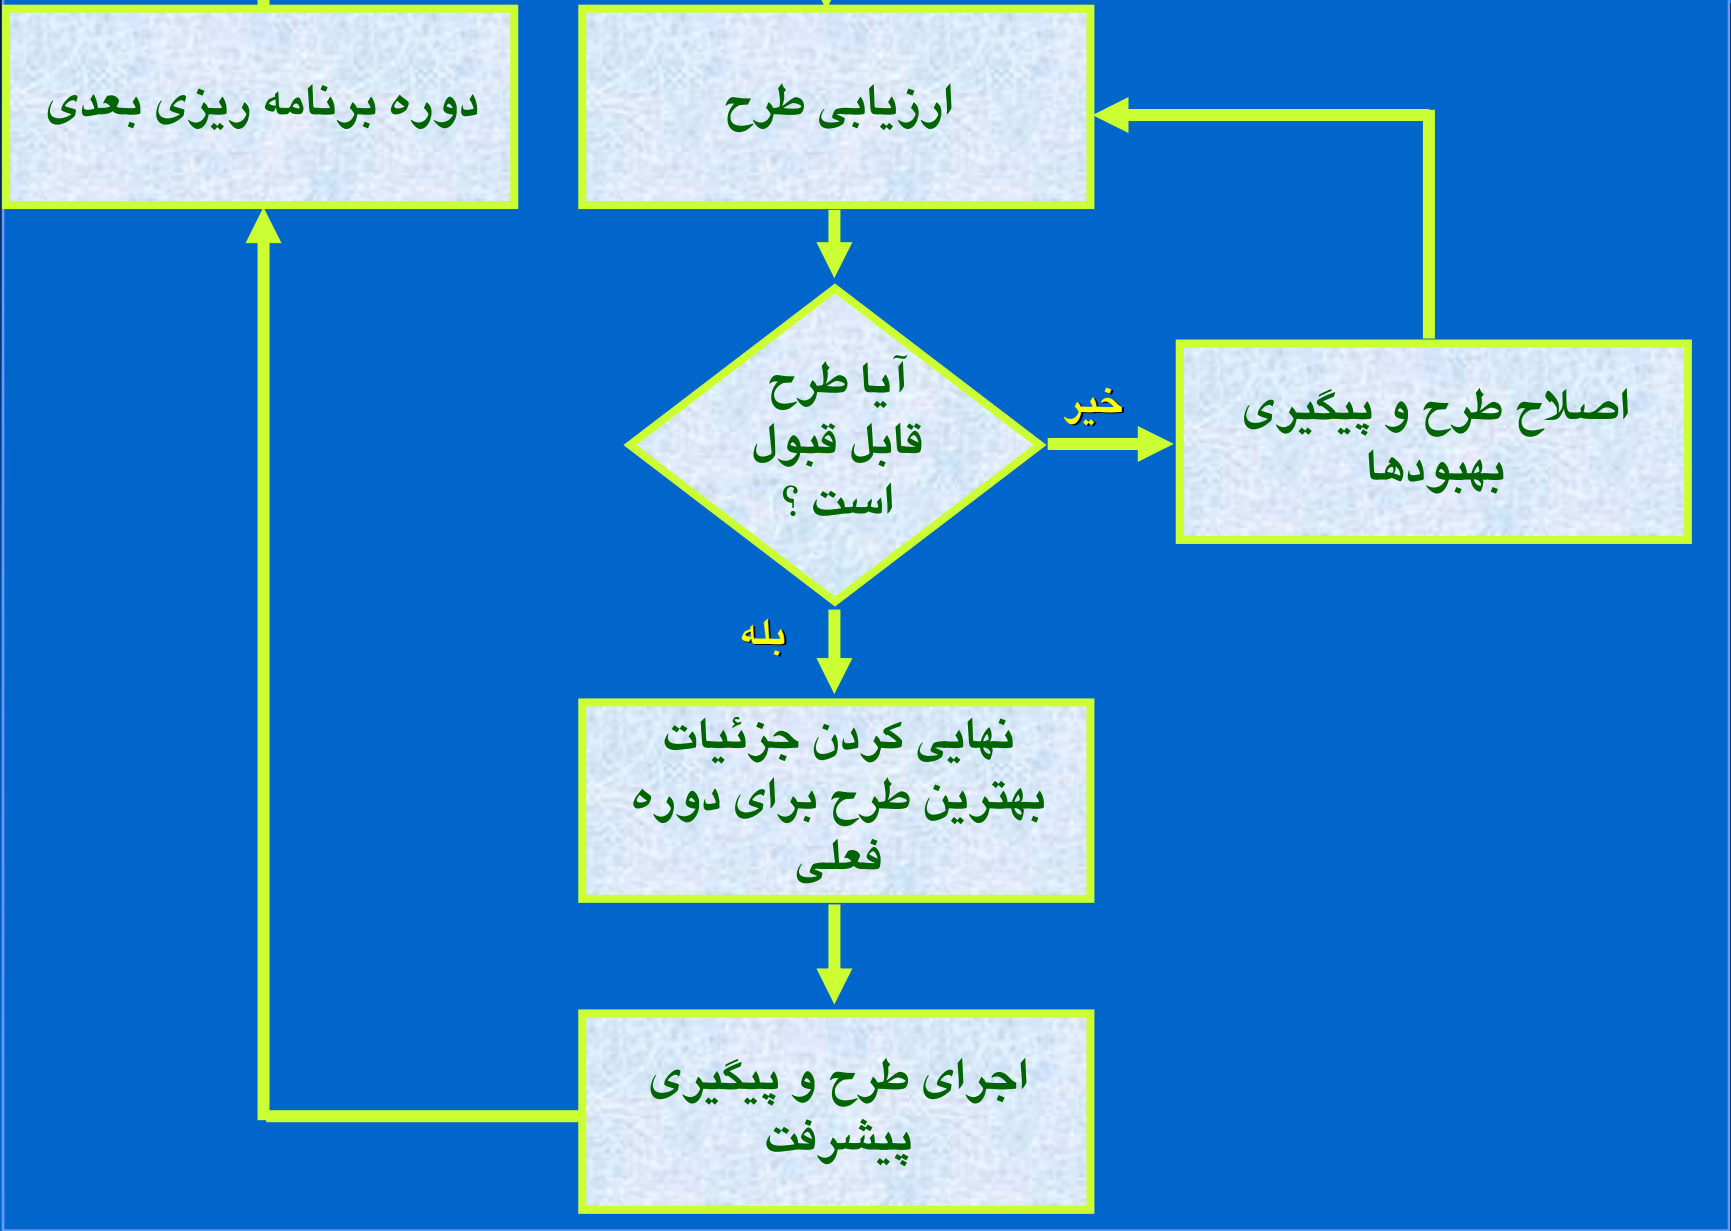 ارزیابی طرح
دوره برنامه ریزی بعدی
آیا طرح
قابل قبول
است ؟
خیر
اصلاح طرح و پیگیری
بهبودها
بله
نهایی کردن جزئیات
بهترین طرح برای دوره
فعلی
اجرای طرح و پیگیری
پیشرفت